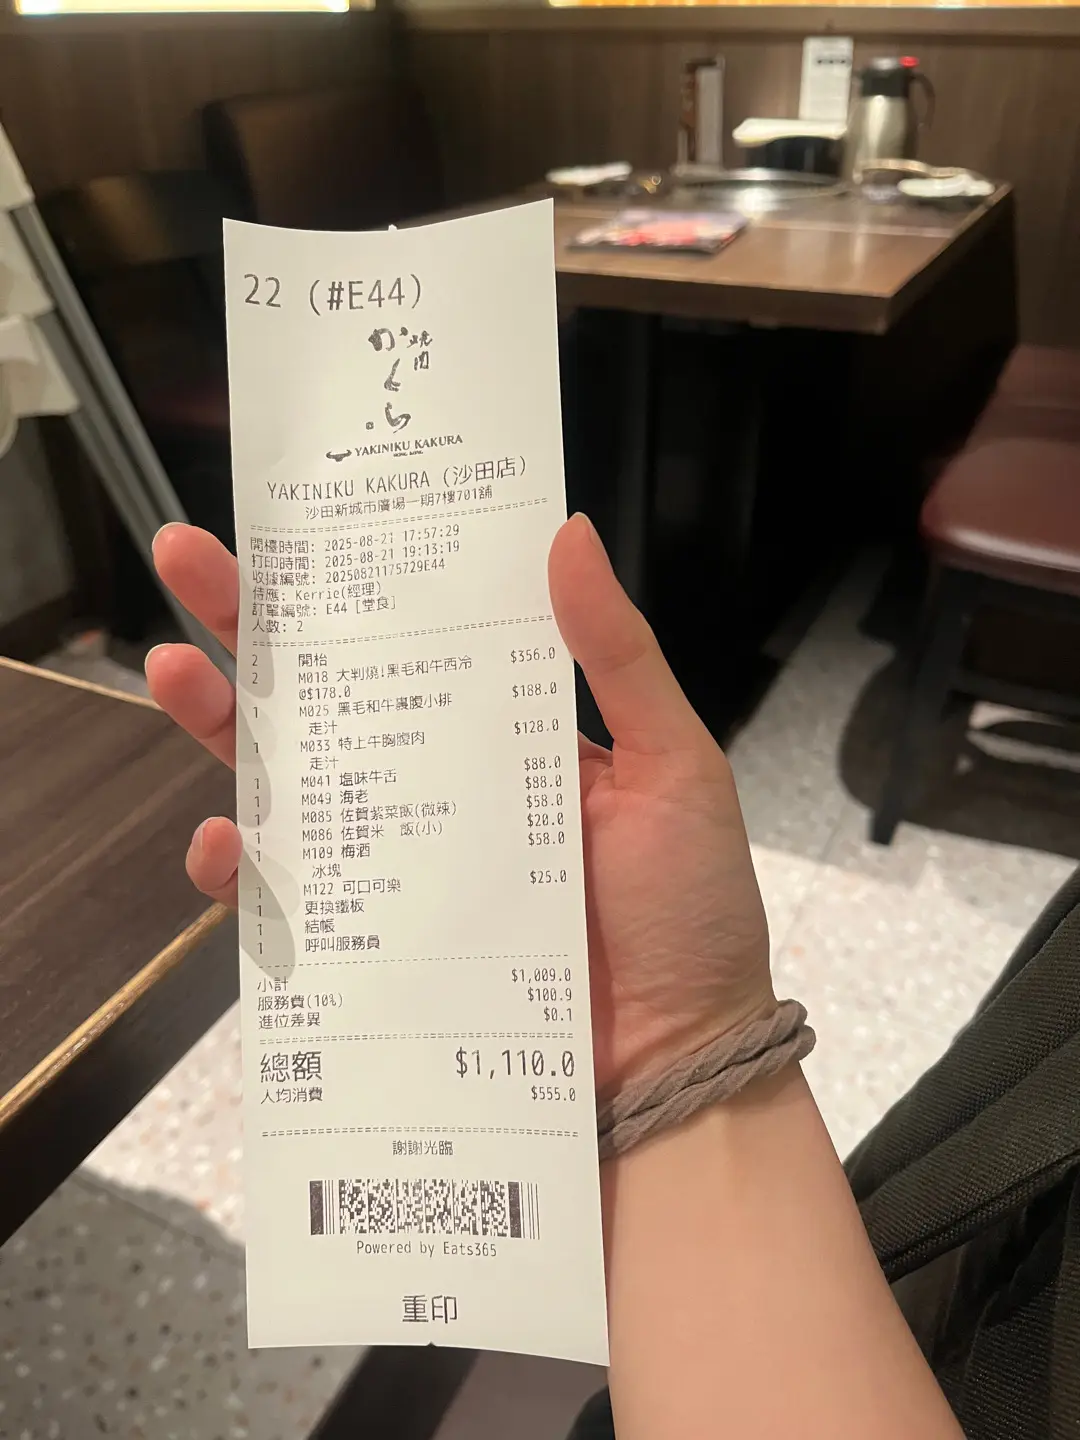 22 (#E44)
焼肉
かくら
YAKINIKU KAKURA
HONG KONG
YAKINIKU KAKURA (沙田店)
沙田新城市廣場一期7樓701舖
開檯時間: 2025-08-21 17:57:29
打印時間: 2025-08-21 19:13:19
收據編號: 20250821175729E44
侍應: Kerrie(經理)
訂單編號: E44 [堂食]
人數: 2
2 開枱
2 M018 大判燒!黑毛和牛西冷 $356.0
@$178.0
1 M025 黑毛和牛裏腹小排 $188.0
走汁
1 M033 特上牛胸腹肉 $128.0
走汁
1 M041 塩味牛舌 $88.0
1 M049 海老 $88.0
1 M085 佐賀紫菜飯(微辣) $58.0
1 M086 佐賀米 飯(小) $20.0
1 M109 梅酒 $58.0
冰塊
1 M122 可口可樂 $25.0
1 更換鐵板
1 結帳
1 呼叫服務員
小計 $1,009.0
服務費(10%) $100.9
進位差異 $0.1
總額 $1,110.0
人均消費 $555.0
謝謝光臨
Powered by Eats365
重印